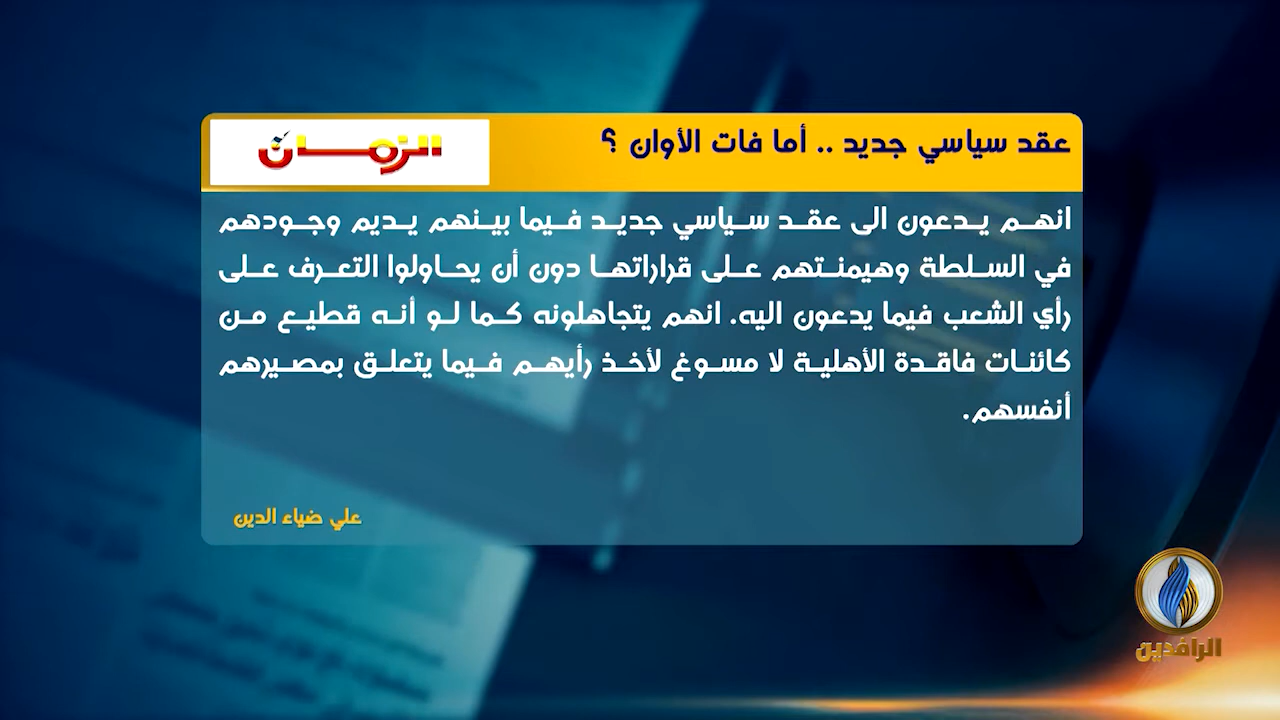 عقد سياسي جديد .. أما فات الأوان ؟
الزمان
انهم يدعون الى عقد سياسي جديد فيما بينهم يديم وجودهم
في السلطة وهيمنتهم على قراراتها دون أن يحاولوا التعرف على
رأي الشعب فيما يدعون اليه. انهم يتجاهلونه كما لو أنه قطيع من
كائنات فاقدة الأهلية لا مسوغ لأخذ رأيهم فيما يتعلق بمصيرهم
أنفسهم.
علي ضياء الدين
الرافدين